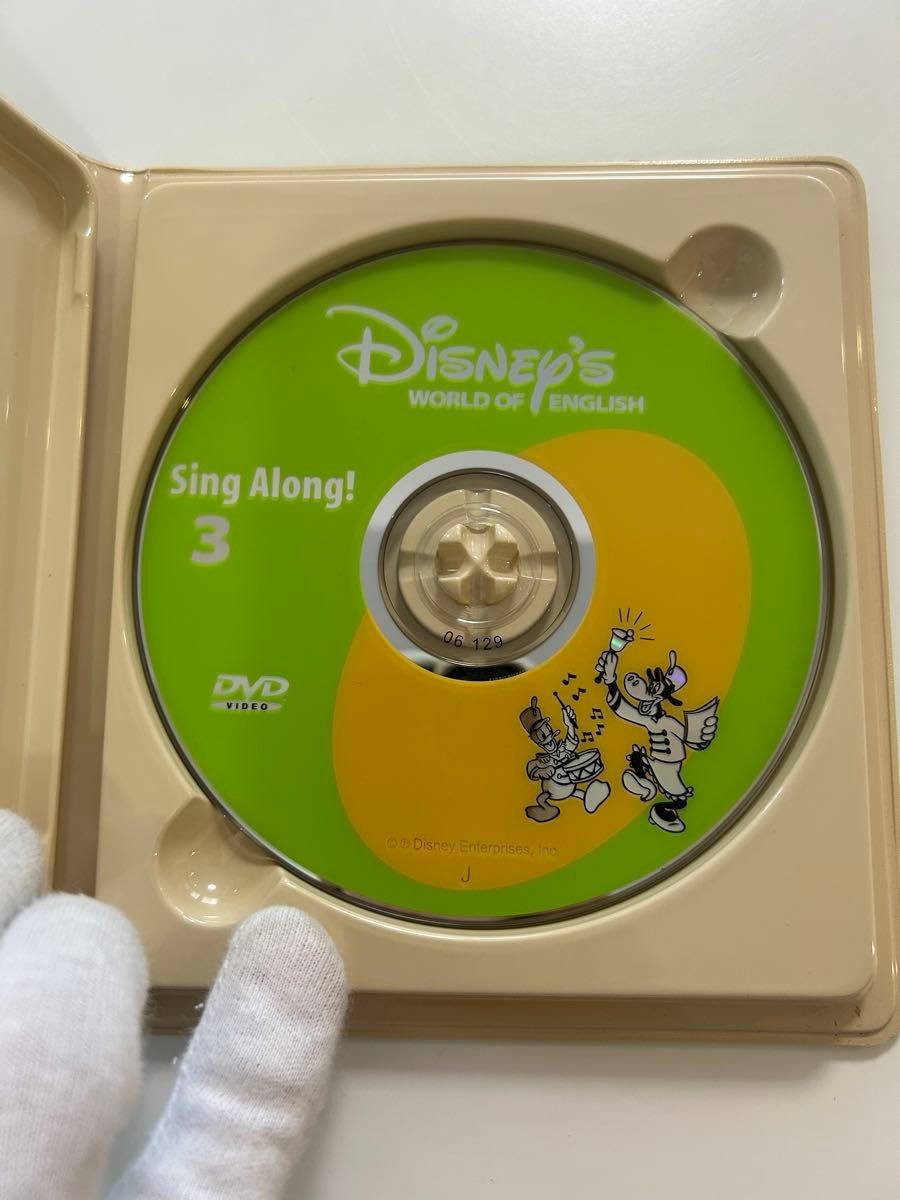 Disney's
WORLD OF ENGLISH
Sing Along!
3
06 129
DVD
VIDEO
© ℗ Disney Enterprises, Inc.
J